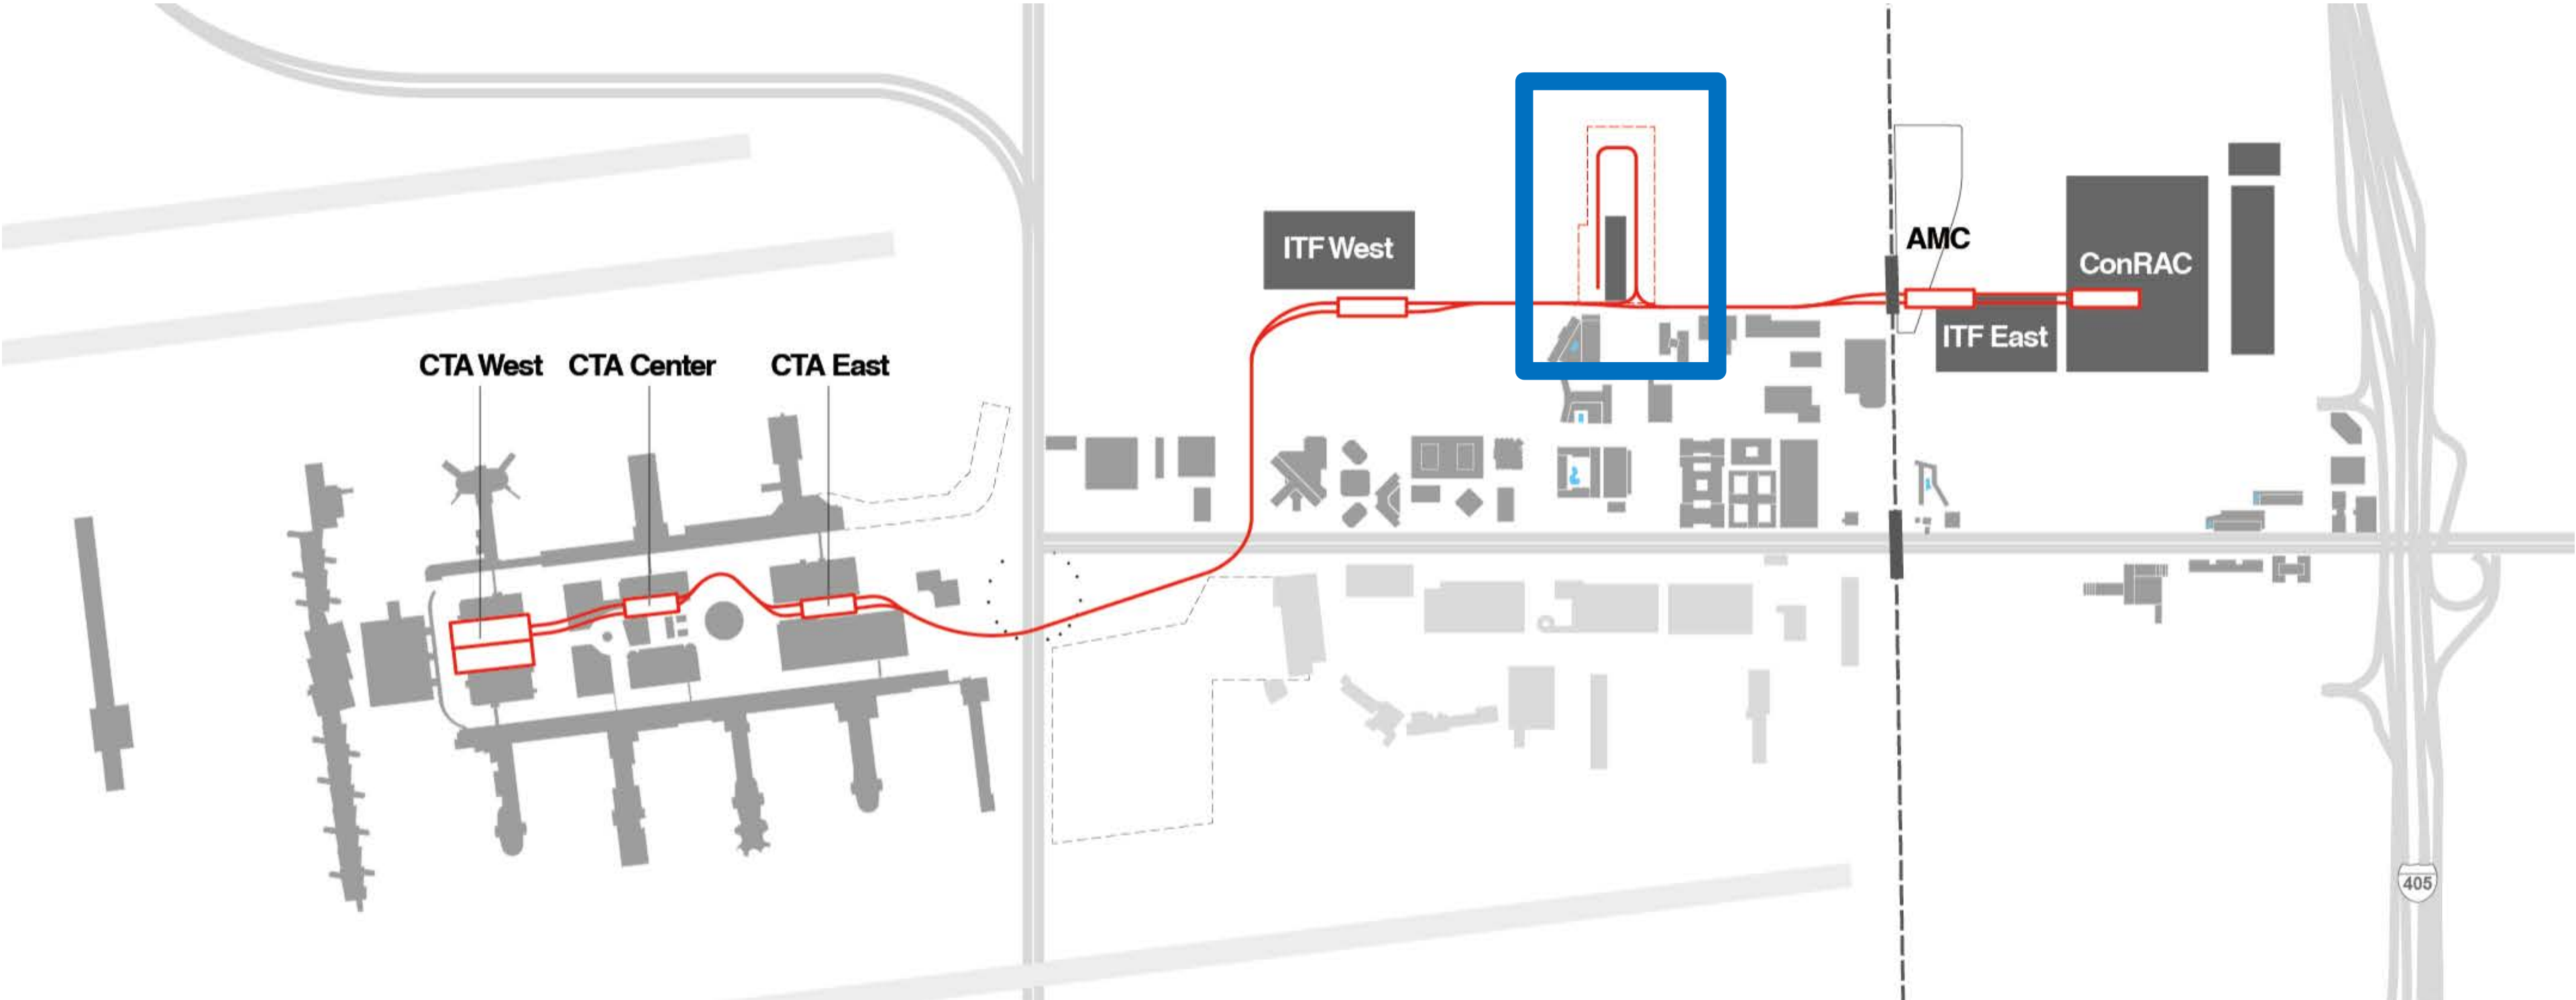 ITF West
AMC
ConRAC
ITF East
CTA West
CTA Center
CTA East
405